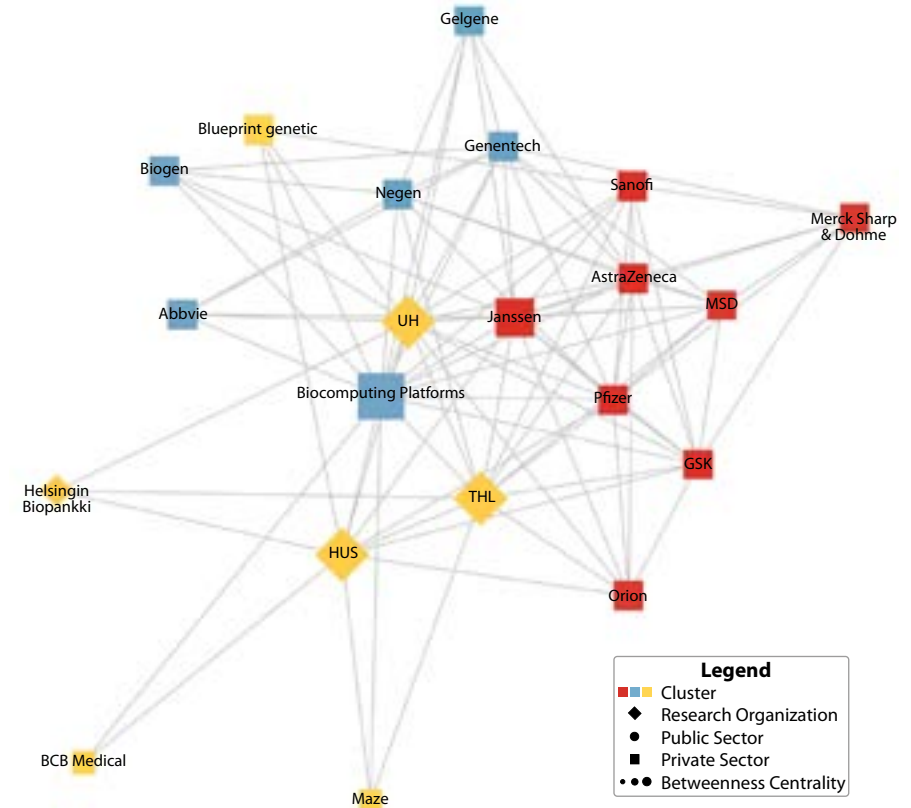 Gelgene
Blueprint genetic
Genentech
Biogen
Negen
Sanofi
Merck Sharp
& Dohme
AstraZeneca
MSD
Abbvie
UH
Janssen
Biocomputing Platforms
Pfizer
GSK
Helsingin
Biopankki
THL
HUS
Orion
BCB Medical
Maze
Legend
Cluster
Research Organization
Public Sector
Private Sector
Betweenness Centrality